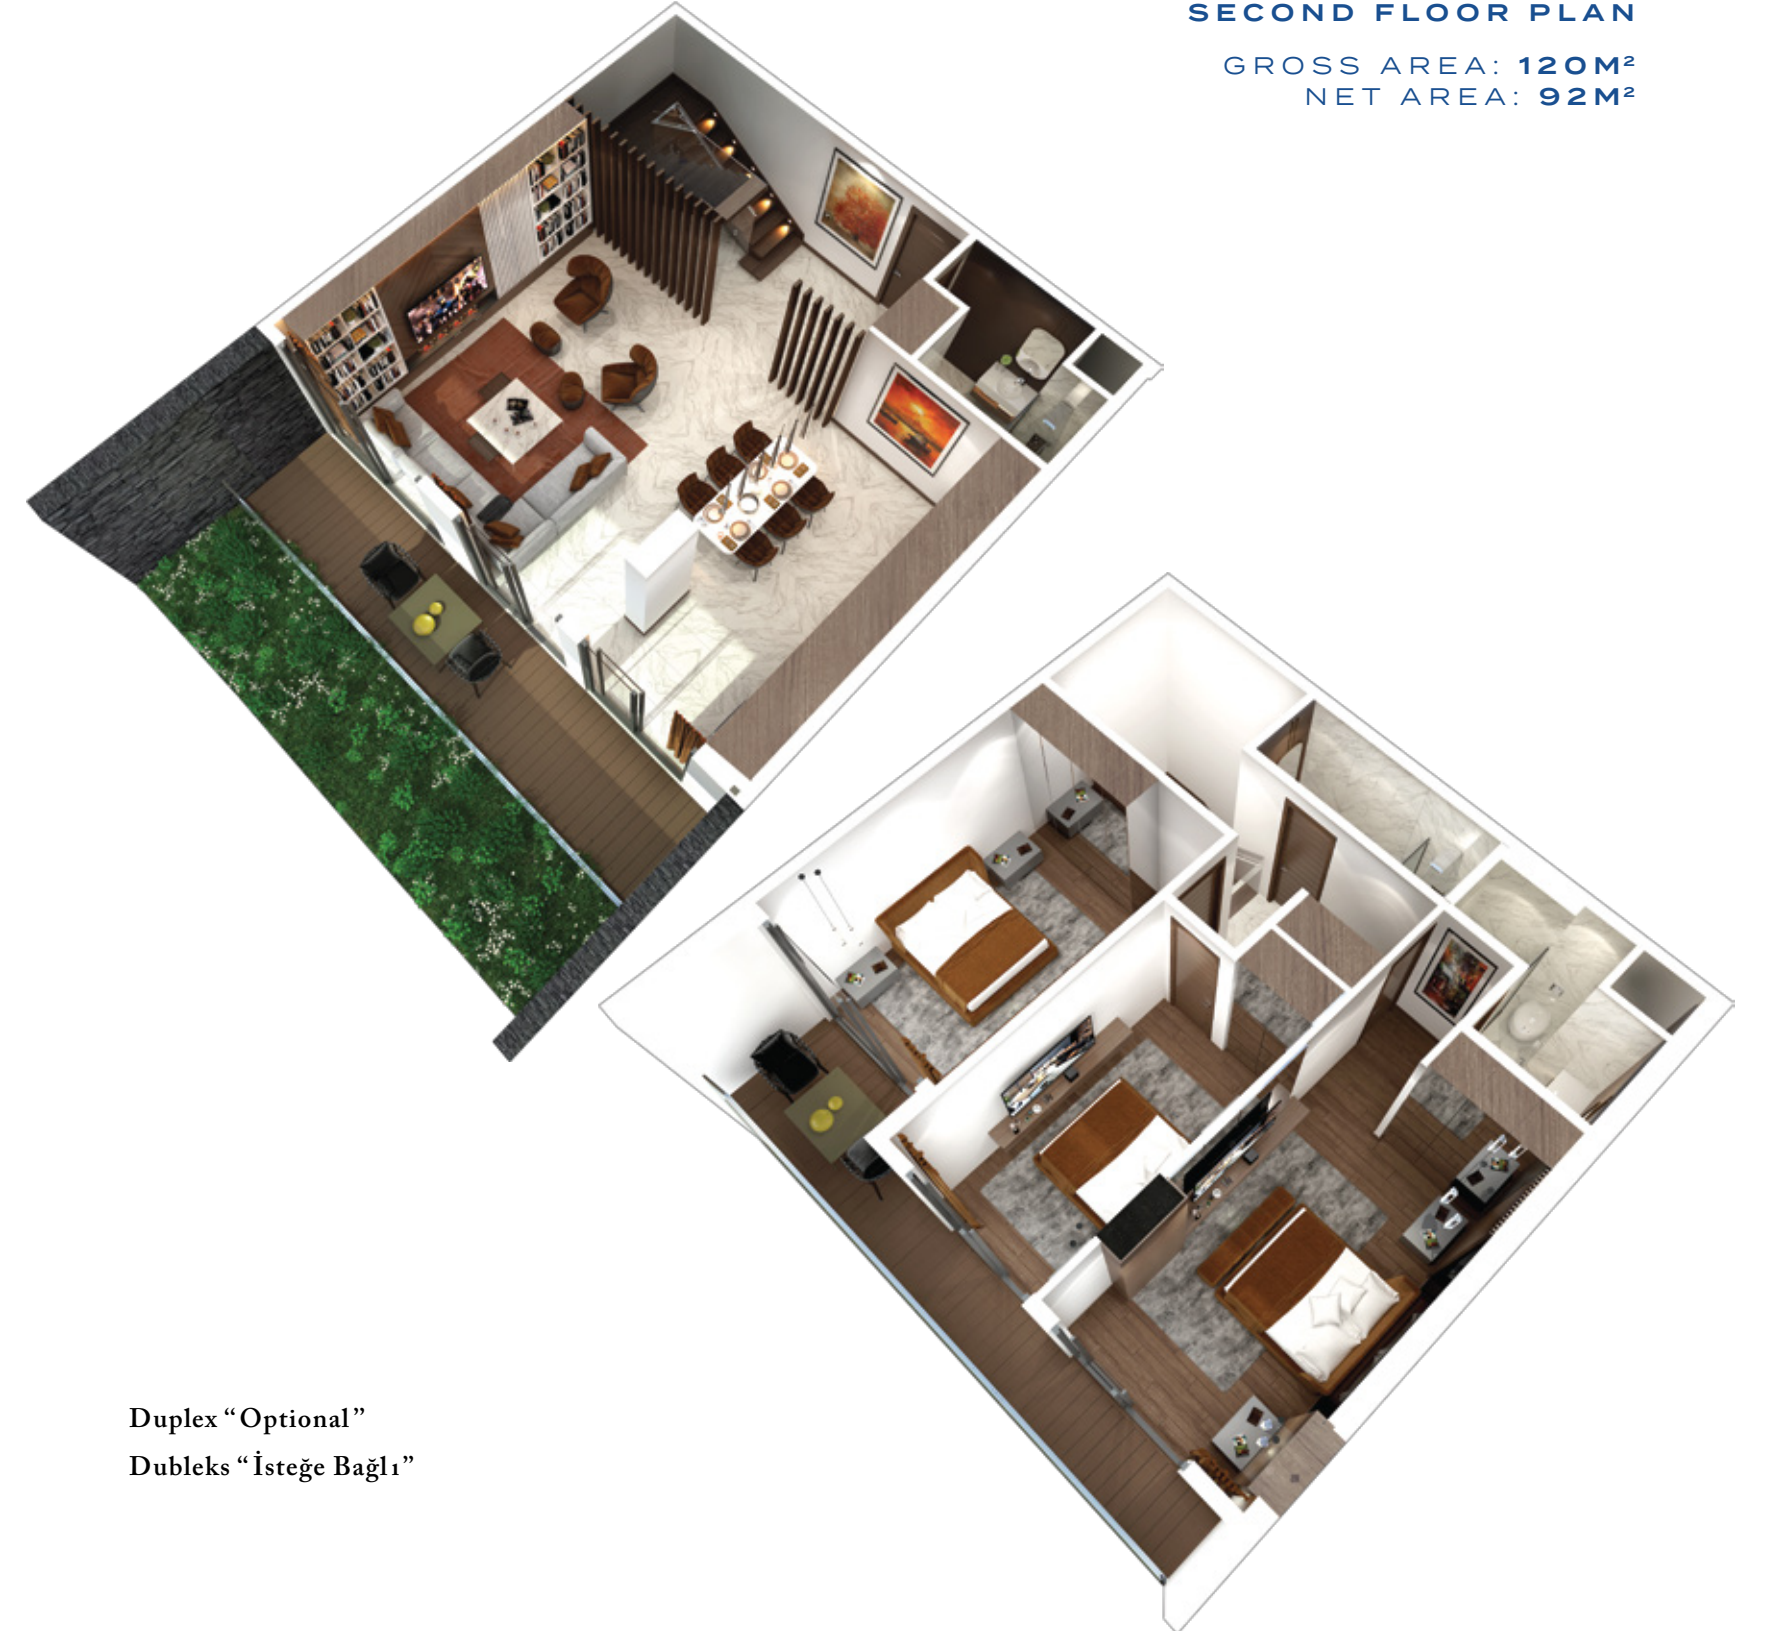 SECOND FLOOR PLAN
GROSS AREA: 120M²
NET AREA: 92M²
Duplex “Optional”
Dubleks “İsteğe Bağlı”